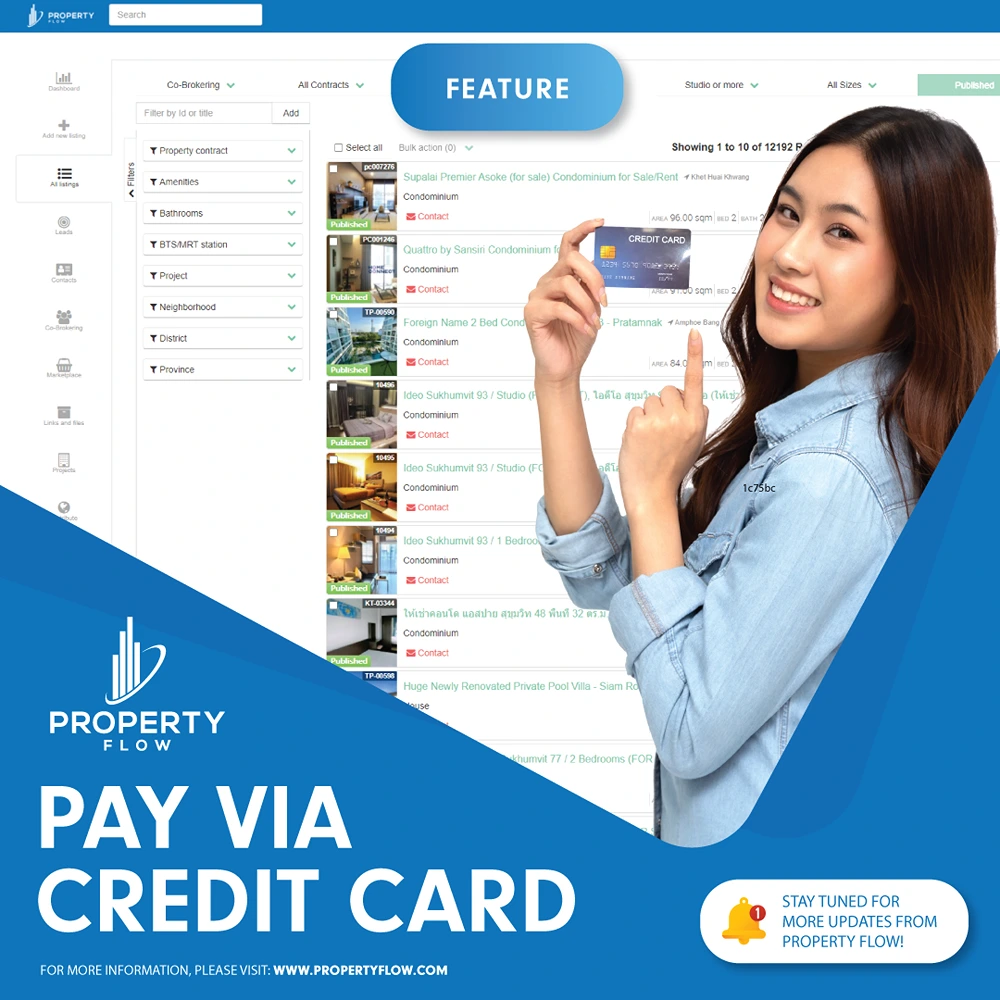 PROPERTY
FLOW
Search
FEATURE
Co-Brokering
All Contracts
Studio or more
All Sizes
Published
Dashboard
Add new listing
All listings
Leads
Contacts
Co-Brokering
Marketplace
Links and files
Projects
Filter by Id or title
Add
Filters
Property contract
Amenities
Bathrooms
BTS/MRT station
Project
Neighborhood
District
Province
Select all
Bulk action (0)
Showing 1 to 10 of 12192 P
pc007276
Published
Supalai Premier Asoke (for sale) Condominium for Sale/Rent
Khet Huai Khwang
Condominium
Contact
AREA 96.00 sqm BED 2 BATH 2
PC001246
Published
Quattro by Sansiri Condominium fo
Condominium
Contact
sqm BED 2
TP-00590
Published
Foreign Name 2 Bed Cond
- Pratamnak
Amphoe Bang
Condominium
Contact
AREA 84.0
sqm BED
10496
Published
Ideo Sukhumvit 93 / Studio
ไอดีโอ สุขุมวิ
Condominium
Contact
10495
Published
Ideo Sukhumvit 93 / Studio (FO
Condominium
Contact
10494
Published
Ideo Sukhumvit 93 / 1 Bedroo
Condominium
Contact
KT-03344
Published
ให้เช่าคอนโด แอสปาย สุขุมวิท 48 พื้นที่ 32 ตร.ม.
Condominium
Contact
TP-00598
Huge Newly Renovated Private Pool Villa - Siam Ro
ouse
khumvit 77 / 2 Bedrooms (FOR
CREDIT CARD
1c75bc
PROPERTY
FLOW
PAY VIA
CREDIT CARD
FOR MORE INFORMATION, PLEASE VISIT: WWW.PROPERTYFLOW.COM
1
STAY TUNED FOR
MORE UPDATES FROM
PROPERTY FLOW!